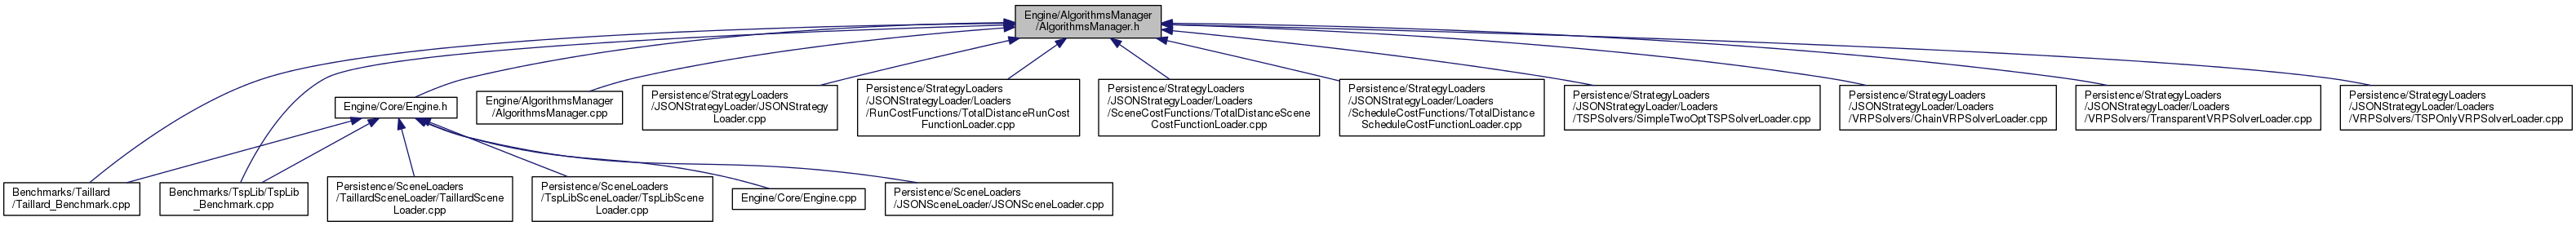 Engine/AlgorithmsManager
/AlgorithmsManager.h
Engine/Core/Engine.h
Engine/AlgorithmsManager
/AlgorithmsManager.cpp
Persistence/StrategyLoaders
/JSONStrategyLoader/JSONStrategy
Loader.cpp
Persistence/StrategyLoaders
/JSONStrategyLoader/Loaders
/RunCostFunctions/TotalDistanceRunCost
FunctionLoader.cpp
Persistence/StrategyLoaders
/JSONStrategyLoader/Loaders
/SceneCostFunctions/TotalDistanceScene
CostFunctionLoader.cpp
Persistence/StrategyLoaders
/JSONStrategyLoader/Loaders
/ScheduleCostFunctions/TotalDistance
ScheduleCostFunctionLoader.cpp
Persistence/StrategyLoaders
/JSONStrategyLoader/Loaders
/TSPSolvers/SimpleTwoOptTSPSolverLoader.cpp
Persistence/StrategyLoaders
/JSONStrategyLoader/Loaders
/VRPSolvers/ChainVRPSolverLoader.cpp
Persistence/StrategyLoaders
/JSONStrategyLoader/Loaders
/VRPSolvers/TransparentVRPSolverLoader.cpp
Persistence/StrategyLoaders
/JSONStrategyLoader/Loaders
/VRPSolvers/TSPOnlyVRPSolverLoader.cpp
Benchmarks/Taillard
/Taillard_Benchmark.cpp
Benchmarks/TspLib/TspLib
_Benchmark.cpp
Persistence/SceneLoaders
/TaillardSceneLoader/TaillardScene
Loader.cpp
Persistence/SceneLoaders
/TspLibSceneLoader/TspLibScene
Loader.cpp
Engine/Core/Engine.cpp
Persistence/SceneLoaders
/JSONSceneLoader/JSONSceneLoader.cpp